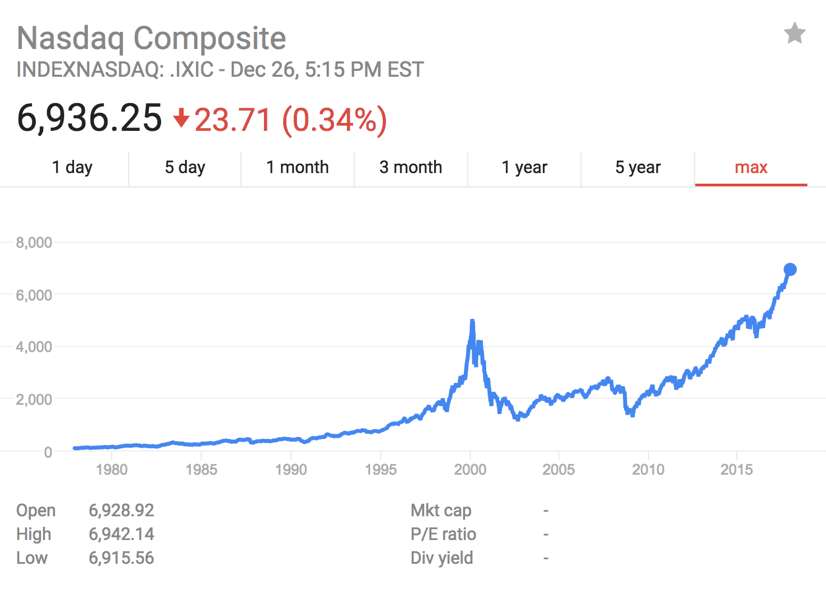 Nasdaq Composite
INDEXNASDAQ: .IXIC - Dec 26, 5:15 PM EST
6,936.25 23.71 (0.34%)
1 day 5 day 1 month 3 month 1 year 5 year max
8,000
6,000
4,000
2,000
0
1980 1985 1990 1995 2000 2005 2010 2015
Open 6,928.92 Mkt cap -
High 6,942.14 P/E ratio -
Low 6,915.56 Div yield -